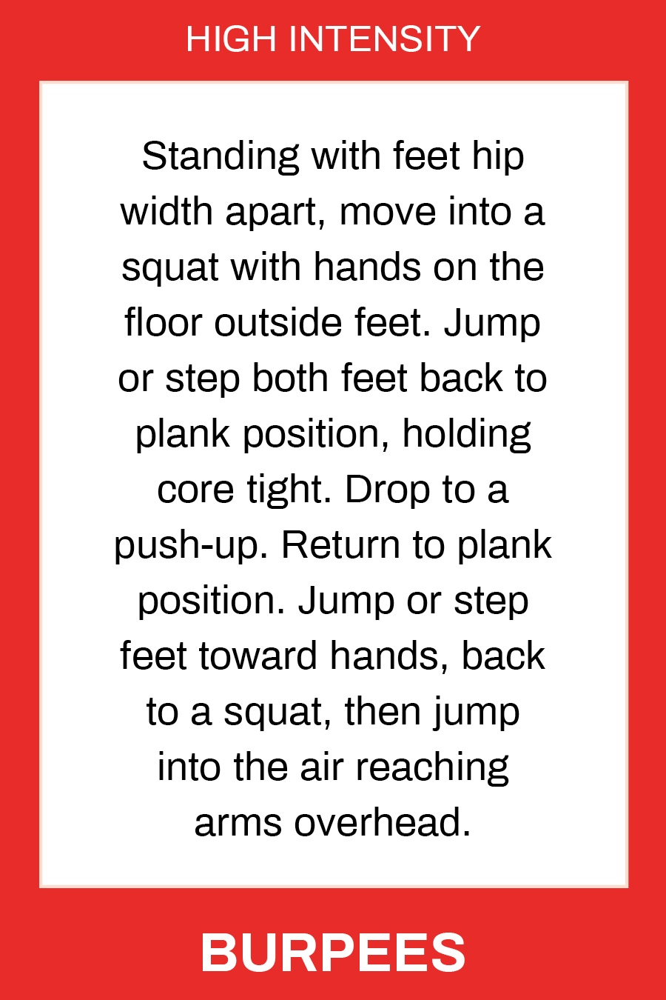 HIGH INTENSITY
Standing with feet hip
width apart, move into a
squat with hands on the
floor outside feet. Jump
or step both feet back to
plank position, holding
core tight. Drop to a
push-up. Return to plank
position. Jump or step
feet toward hands, back
to a squat, then jump
into the air reaching
arms overhead.
BURPEES